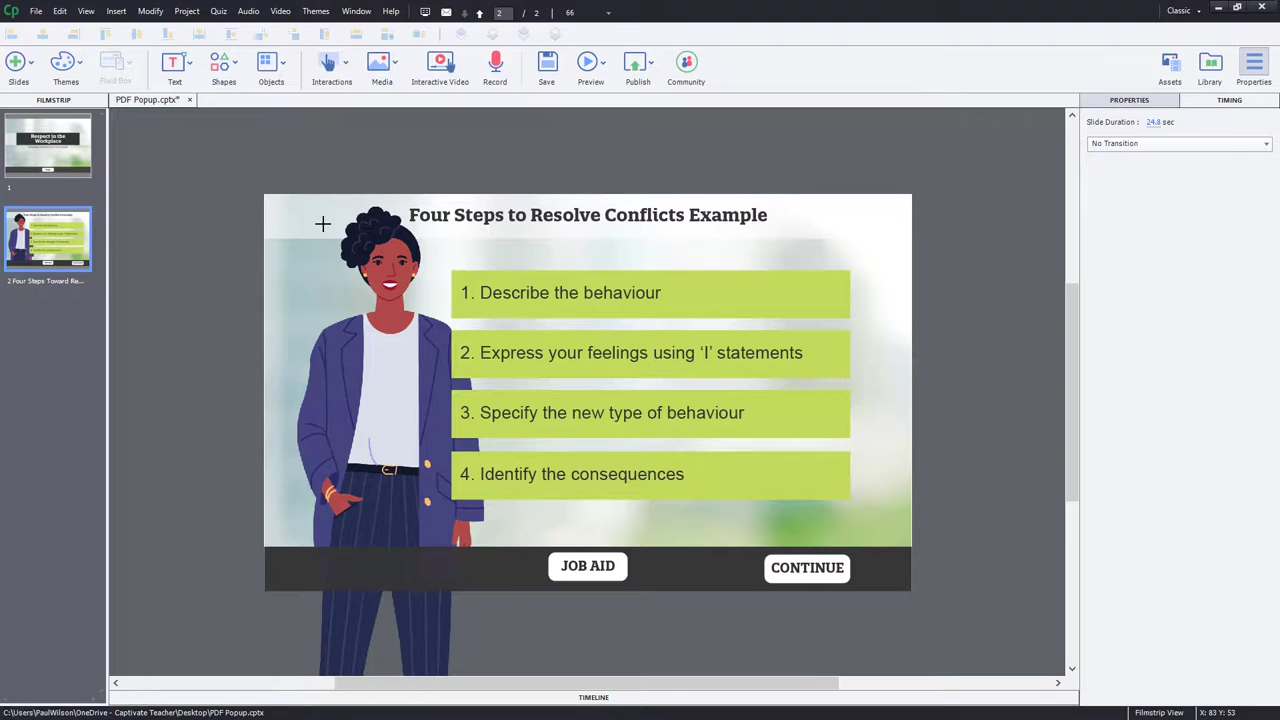 Cp File Edit View Insert Modify Project Quiz Audio Video Themes Window Help 2 / 2 66 Classic
Slides Themes Fluid Box Text Shapes Objects Interactions Media Interactive Video Record Save Preview Publish Community Assets Library Properties
FILMSTRIP PDF Popup.cptx* × PROPERTIES TIMING
Slide Duration : 24.8 sec
No Transition
Respect in the
Workplace
1
2 Four Steps Toward Re...
Four Steps to Resolve Conflicts Example
1. Describe the behaviour
2. Express your feelings using ‘I’ statements
3. Specify the new type of behaviour
4. Identify the consequences
JOB AID CONTINUE
TIMELINE
C:\Users\PaulWilson\OneDrive - Captivate Teacher\Desktop\PDF Popup.cptx Filmstrip View X: 83 Y: 53